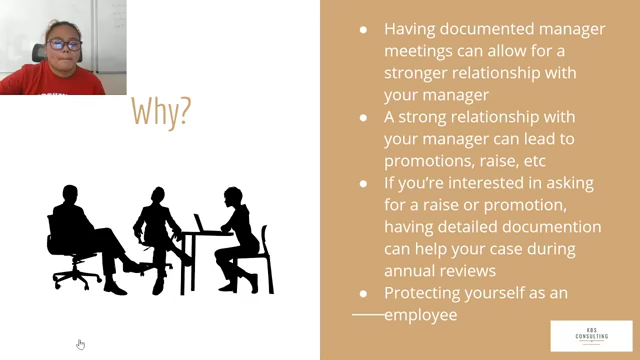 Why?
● Having documented manager
meetings can allow for a
stronger relationship with
your manager
● A strong relationship with
your manager can lead to
promotions, raise, etc
● If you're interested in asking
for a raise or promotion,
having detailed documention
can help your case during
annual reviews
● Protecting yourself as an
employee
KBS
CONSULTING